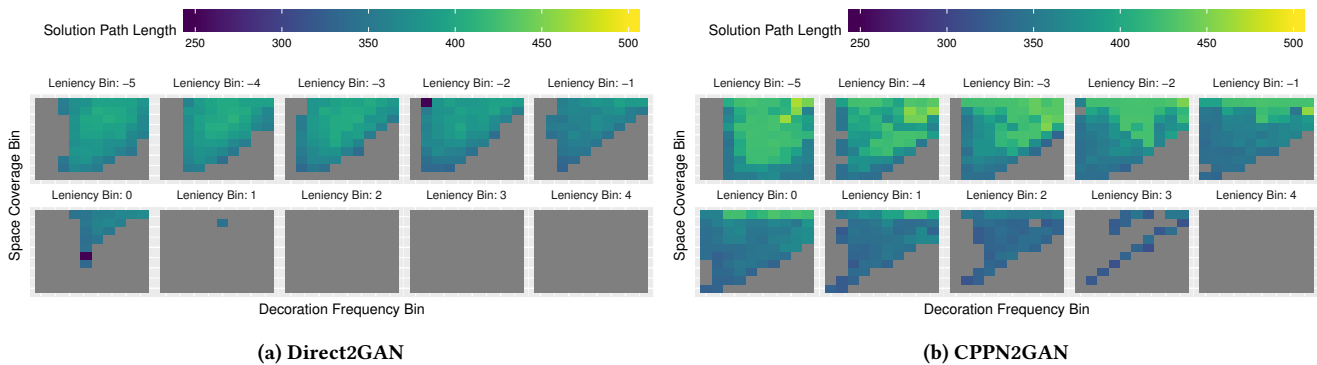 Solution Path Length
250 300 350 400 450 500
Leniency Bin: −5 Leniency Bin: −4 Leniency Bin: −3 Leniency Bin: −2 Leniency Bin: −1
Leniency Bin: 0 Leniency Bin: 1 Leniency Bin: 2 Leniency Bin: 3 Leniency Bin: 4
Space Coverage Bin
Decoration Frequency Bin
(a) Direct2GAN
Solution Path Length
250 300 350 400 450 500
Leniency Bin: −5 Leniency Bin: −4 Leniency Bin: −3 Leniency Bin: −2 Leniency Bin: −1
Leniency Bin: 0 Leniency Bin: 1 Leniency Bin: 2 Leniency Bin: 3 Leniency Bin: 4
Space Coverage Bin
Decoration Frequency Bin
(b) CPPN2GAN